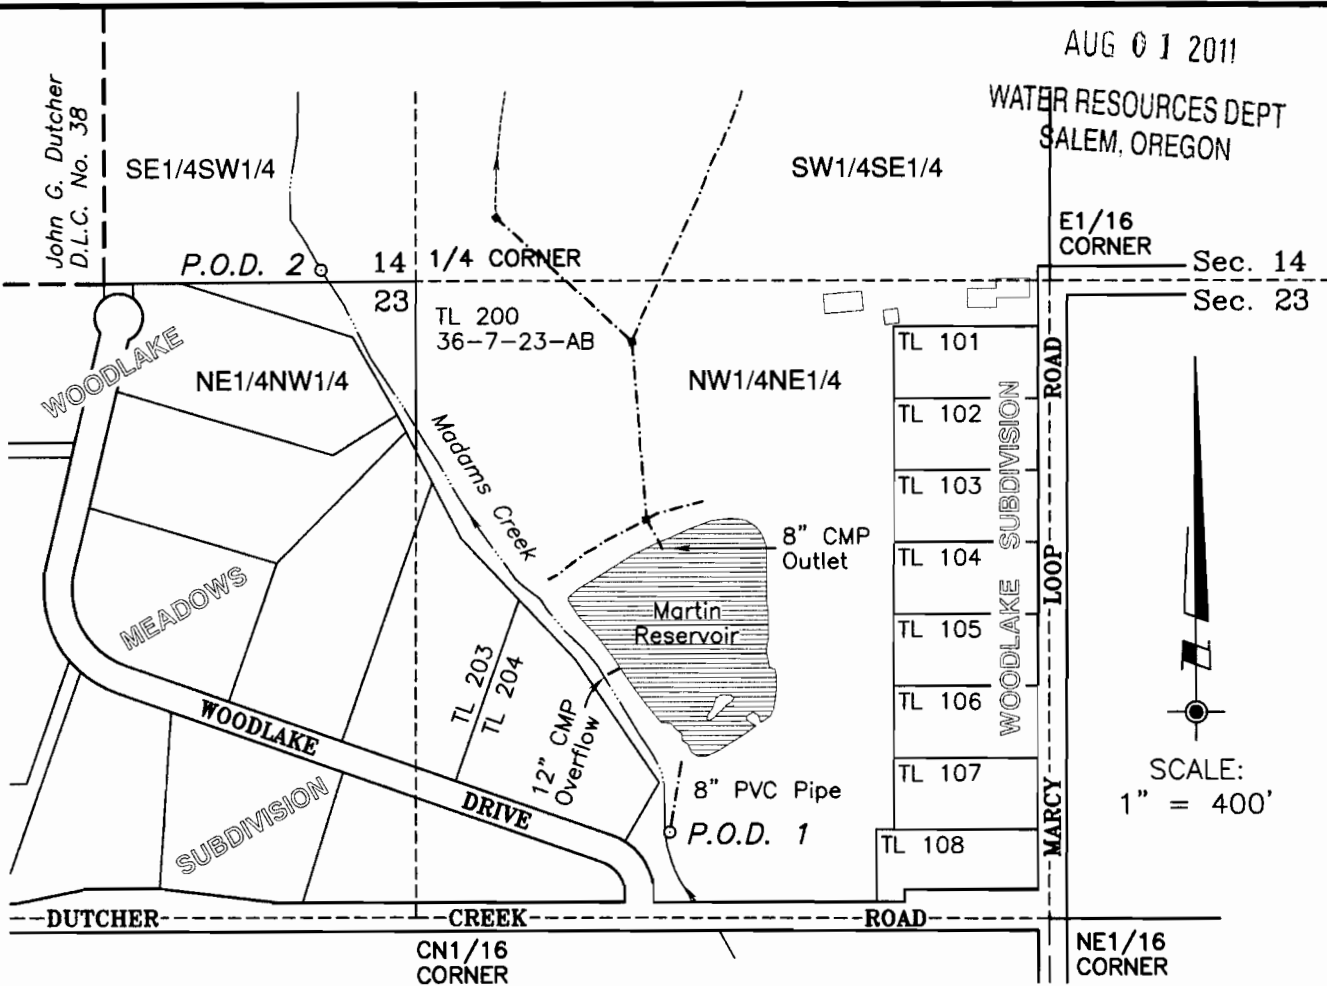 AUG 0 1 2011
WATER RESOURCES DEPT
SALEM, OREGON
John G. Dutcher
D.L.C. No. 38
SE1/4SW1/4
SW1/4SE1/4
E1/16
CORNER
P.O.D. 2
14
1/4 CORNER
Sec. 14
23
Sec. 23
TL 200
36-7-23-AB
WOODLAKE
NE1/4NW1/4
NW1/4NE1/4
Madams Creek
TL 101
TL 102
TL 103
TL 104
TL 105
TL 106
TL 107
TL 108
WOODLAKE SUBDIVISION
MARCY LOOP ROAD
8" CMP
Outlet
Martin
Reservoir
MEADOWS
TL 203
TL 204
12" CMP
Overflow
WOODLAKE DRIVE
SUBDIVISION
8" PVC Pipe
P.O.D. 1
N
SCALE:
1" = 400'
DUTCHER CREEK ROAD
CN1/16
CORNER
NE1/16
CORNER